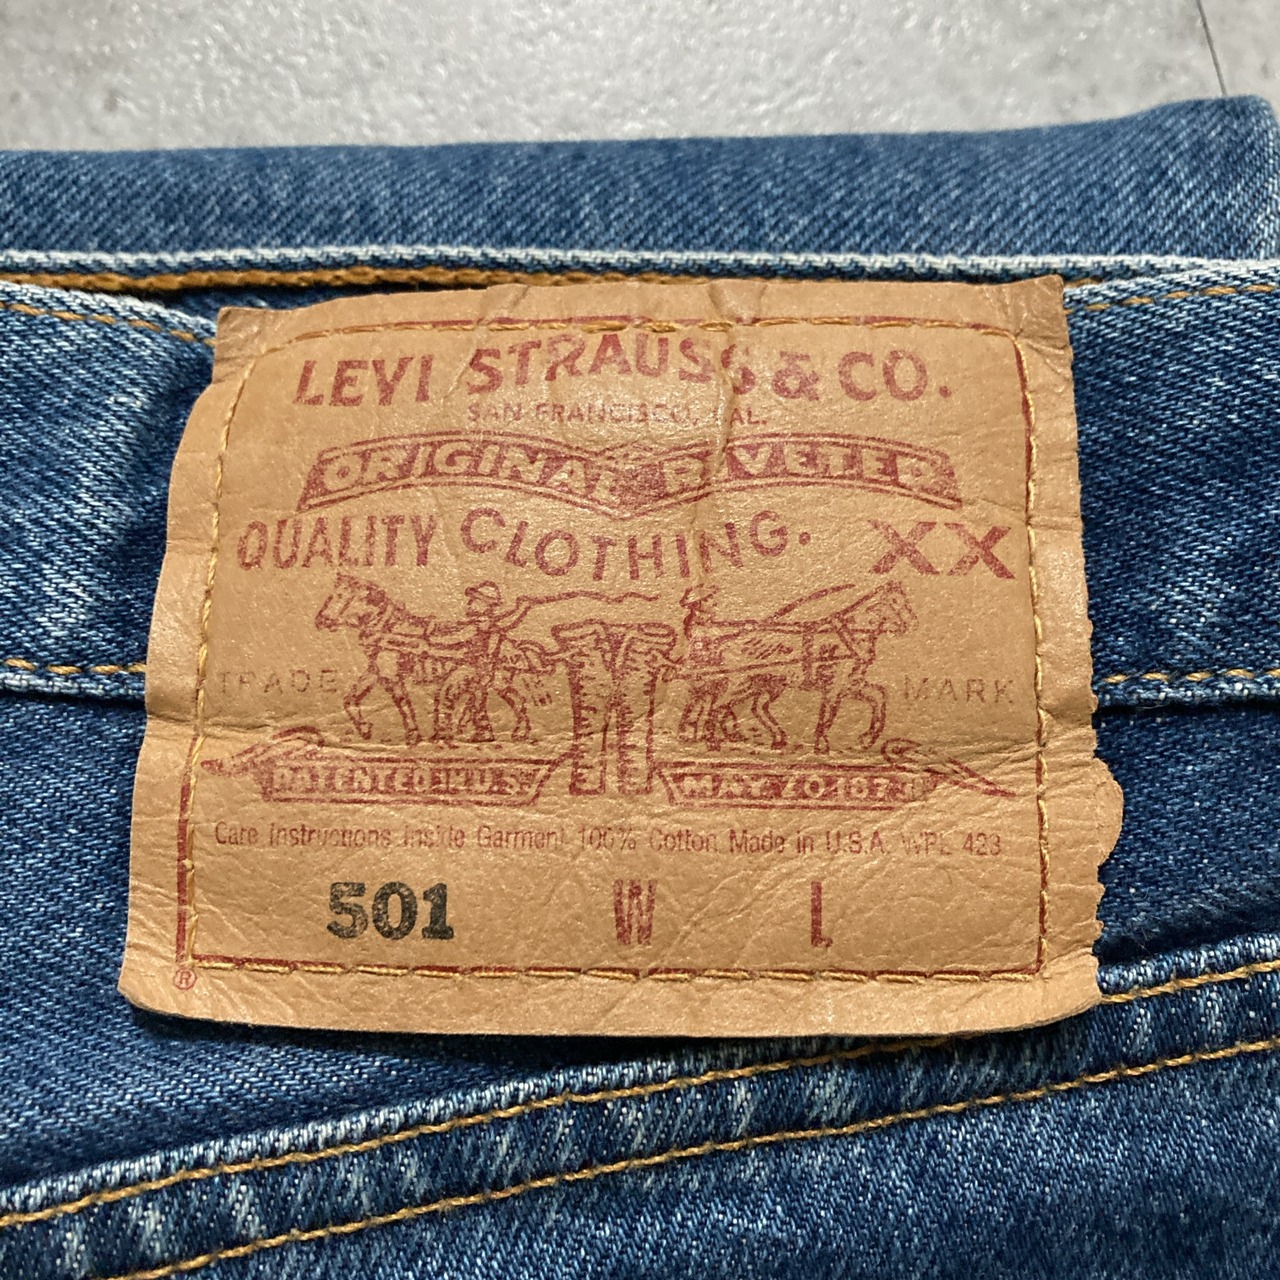 LEVI STRAUSS & CO.
SAN FRANCISCO, CAL.
ORIGINAL RIVETED
QUALITY CLOTHING. XX
TRADE MARK
PATENTED IN U.S. MAY 20 1873
Care Instructions Inside Garment 100% Cotton Made in U.S.A. WPL 423
501 W L
®